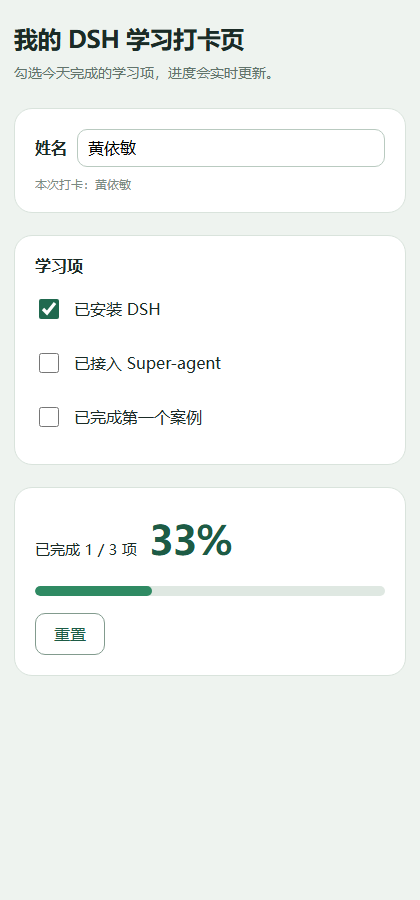 我的 DSH 学习打卡页
勾选今天完成的学习项，进度会实时更新。
姓名 黄依敏
本次打卡：黄依敏
学习项
已安装 DSH
已接入 Super-agent
已完成第一个案例
已完成 1 / 3 项 33%
重置